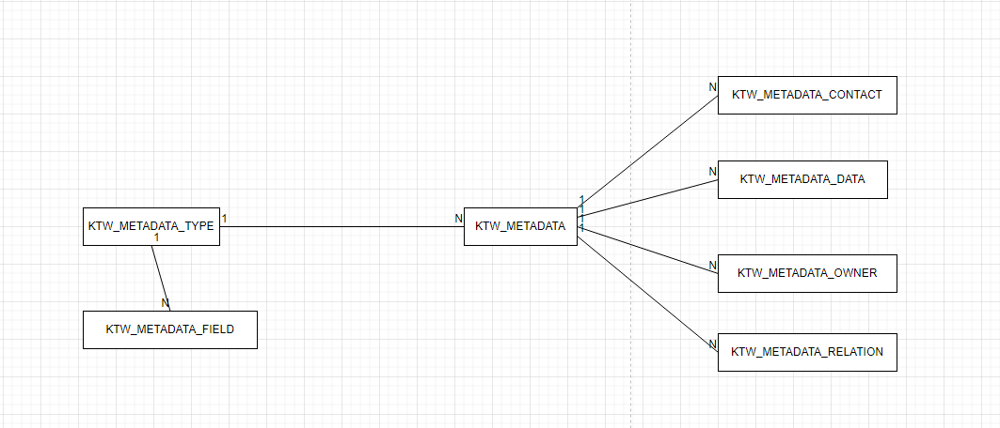 N
KTW_METADATA_CONTACT
N
KTW_METADATA_DATA
1
1
KTW_METADATA_TYPE
1
N
KTW_METADATA
1
1
1
N
KTW_METADATA_OWNER
N
KTW_METADATA_FIELD
N
KTW_METADATA_RELATION